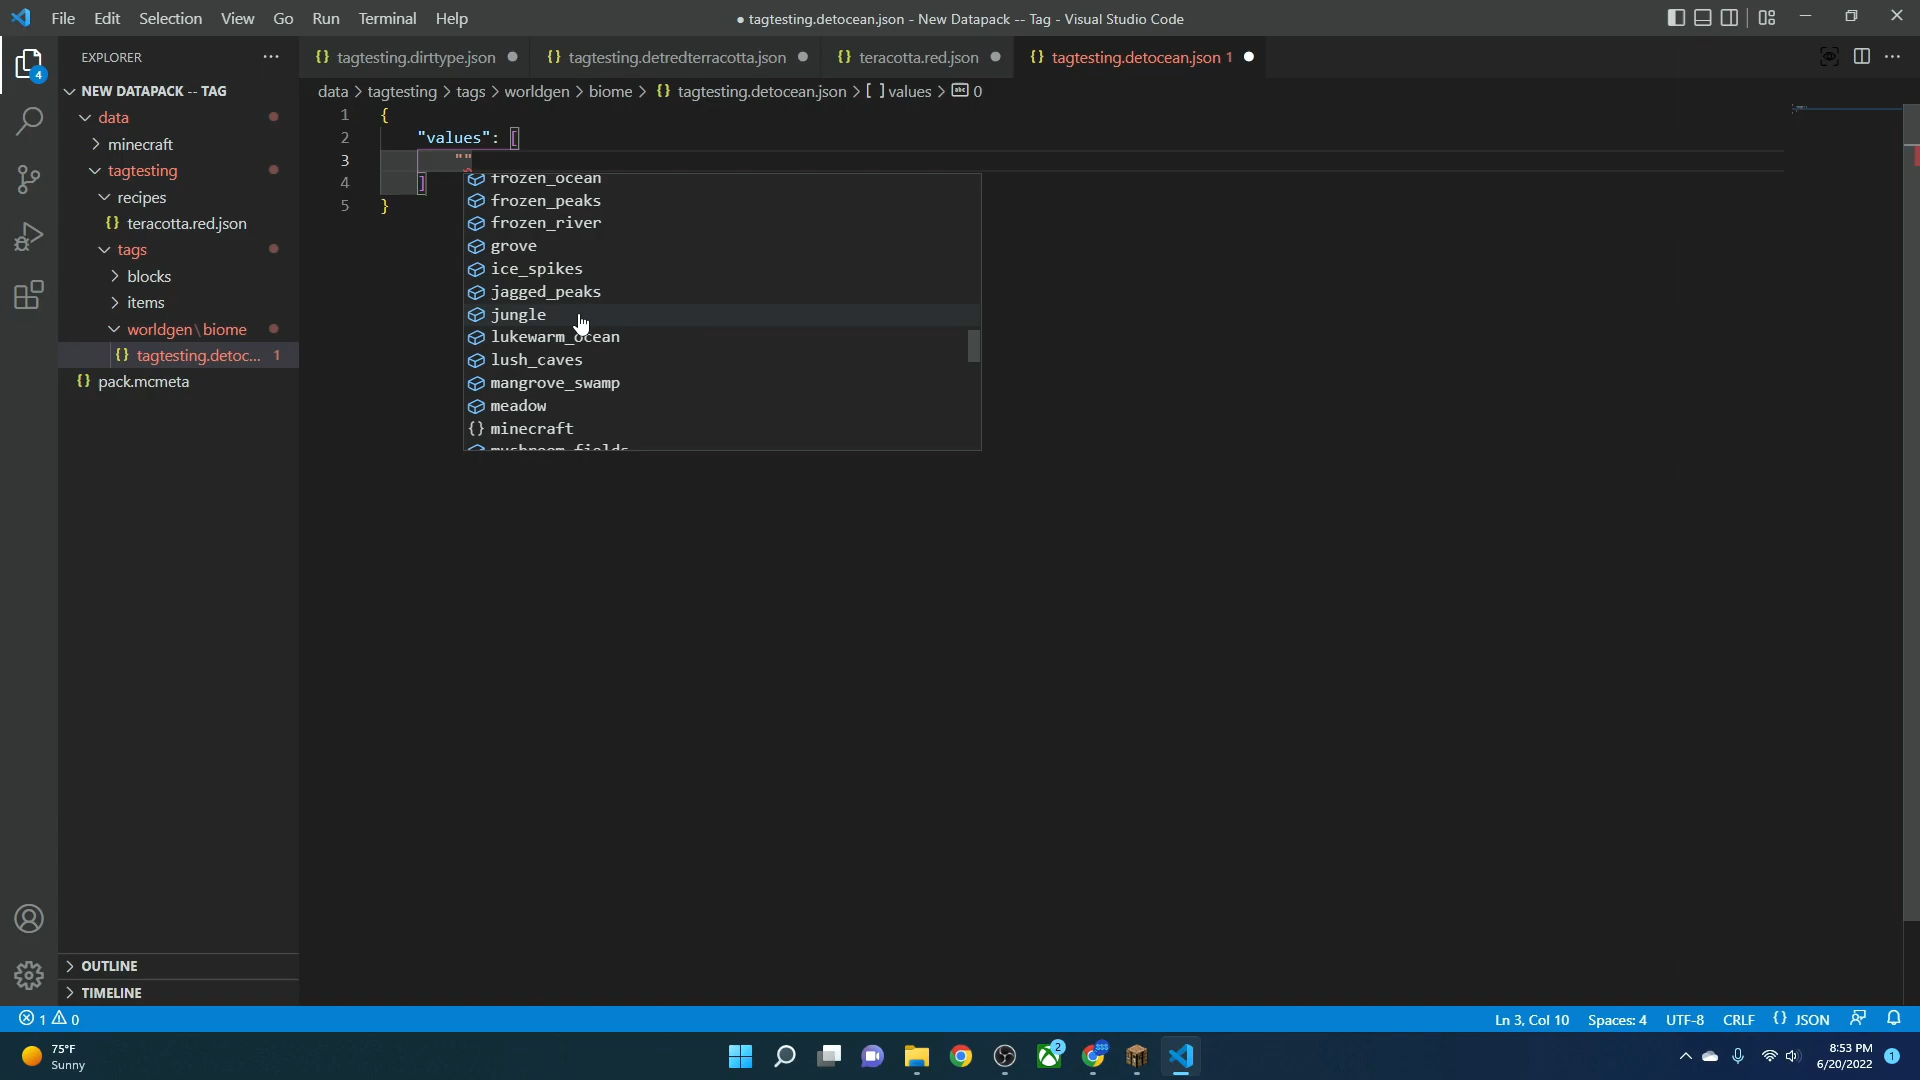 File Edit Selection View Go Run Terminal Help
● tagtesting.detocean.json - New Datapack -- Tag - Visual Studio Code
EXPLORER
tagtesting.dirttype.json
tagtesting.detredterracotta.json
teracotta.red.json
tagtesting.detocean.json 1
4
NEW DATAPACK -- TAG
data
minecraft
tagtesting
recipes
teracotta.red.json
tags
blocks
items
worldgen\biome
tagtesting.detoc... 1
pack.mcmeta
data > tagtesting > tags > worldgen > biome > {} tagtesting.detocean.json > [ ] values > abc 0
1 {
2 "values": [
3 ""
4 ]
5 }
frozen_ocean
frozen_peaks
frozen_river
grove
ice_spikes
jagged_peaks
jungle
lukewarm_ocean
lush_caves
mangrove_swamp
meadow
{} minecraft
mushroom_fields
OUTLINE
TIMELINE
1 0
Ln 3, Col 10 Spaces: 4 UTF-8 CRLF {} JSON
75°F
Sunny
2
8:53 PM
6/20/2022
1